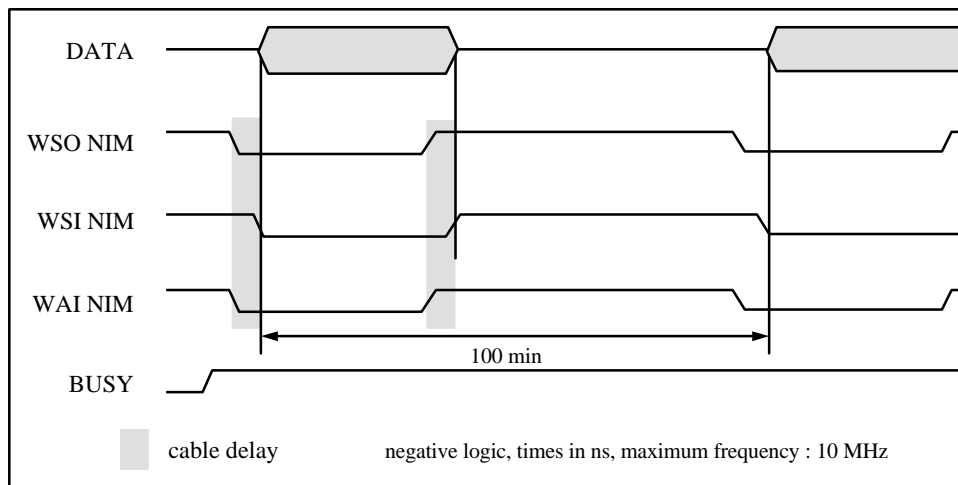 DATA
WSO NIM
WSI NIM
WAI NIM
100 min
BUSY
cable delay
negative logic, times in ns, maximum frequency : 10 MHz